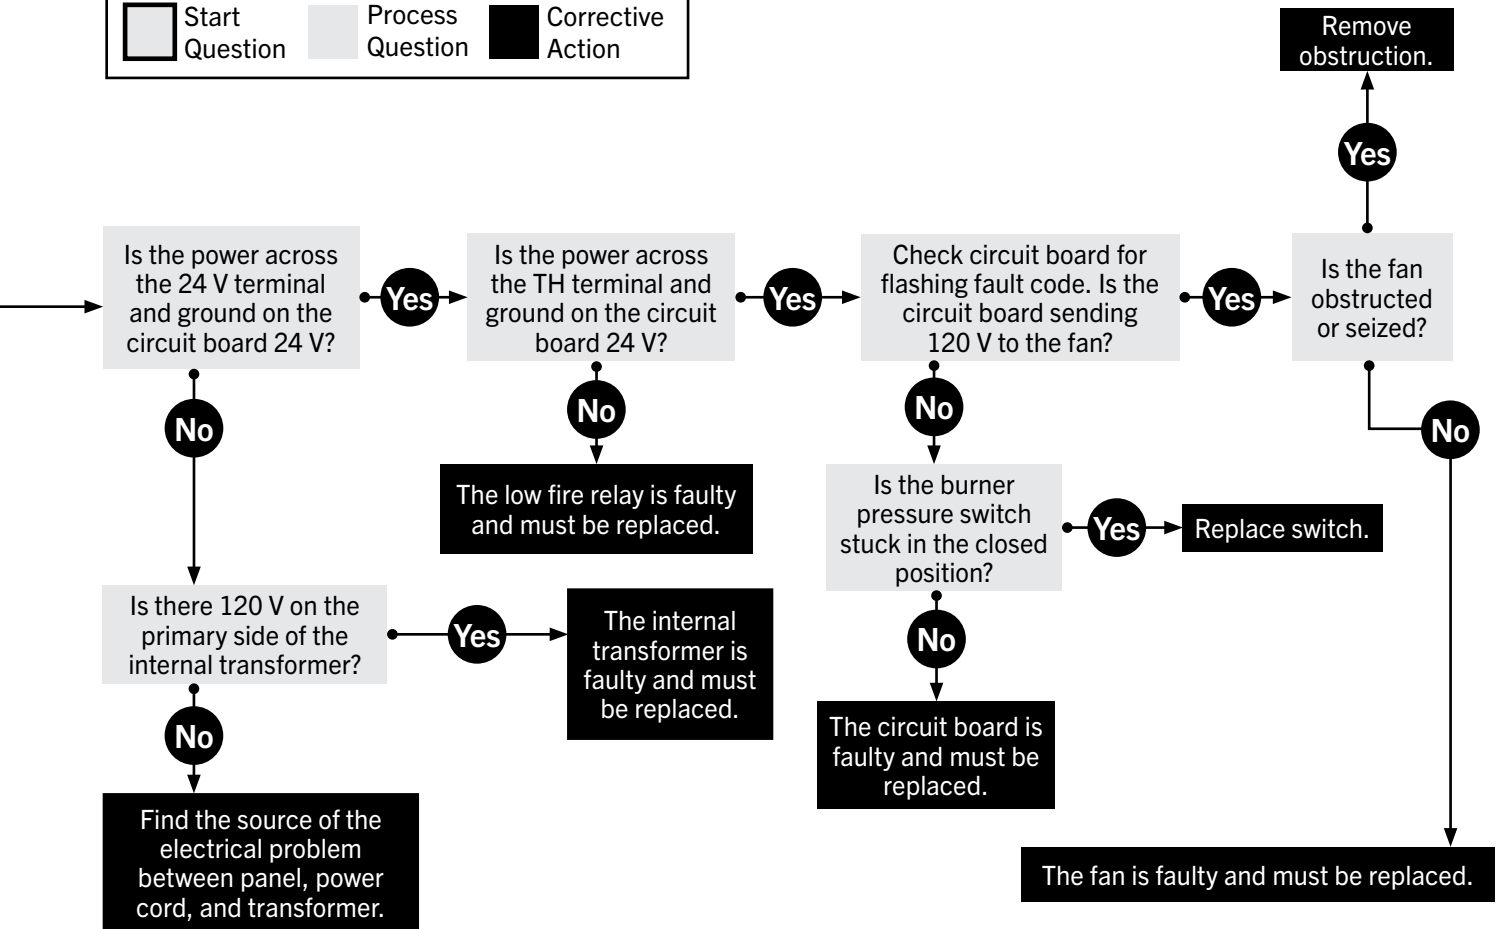 Start
Question
Process
Question
Corrective
Action
Remove
obstruction.
Yes
Is the power across
the 24 V terminal
and ground on the
circuit board 24 V?
Yes
Is the power across
the TH terminal and
ground on the circuit
board 24 V?
Yes
Check circuit board for
flashing fault code. Is the
circuit board sending
120 V to the fan?
Yes
Is the fan
obstructed
or seized?
No
No
No
No
The low fire relay is faulty
and must be replaced.
Is the burner
pressure switch
stuck in the closed
position?
Yes
Replace switch.
Is there 120 V on the
primary side of the
internal transformer?
Yes
The internal
transformer is
faulty and must
be replaced.
No
No
The circuit board is
faulty and must be
replaced.
Find the source of the
electrical problem
between panel, power
cord, and transformer.
The fan is faulty and must be replaced.